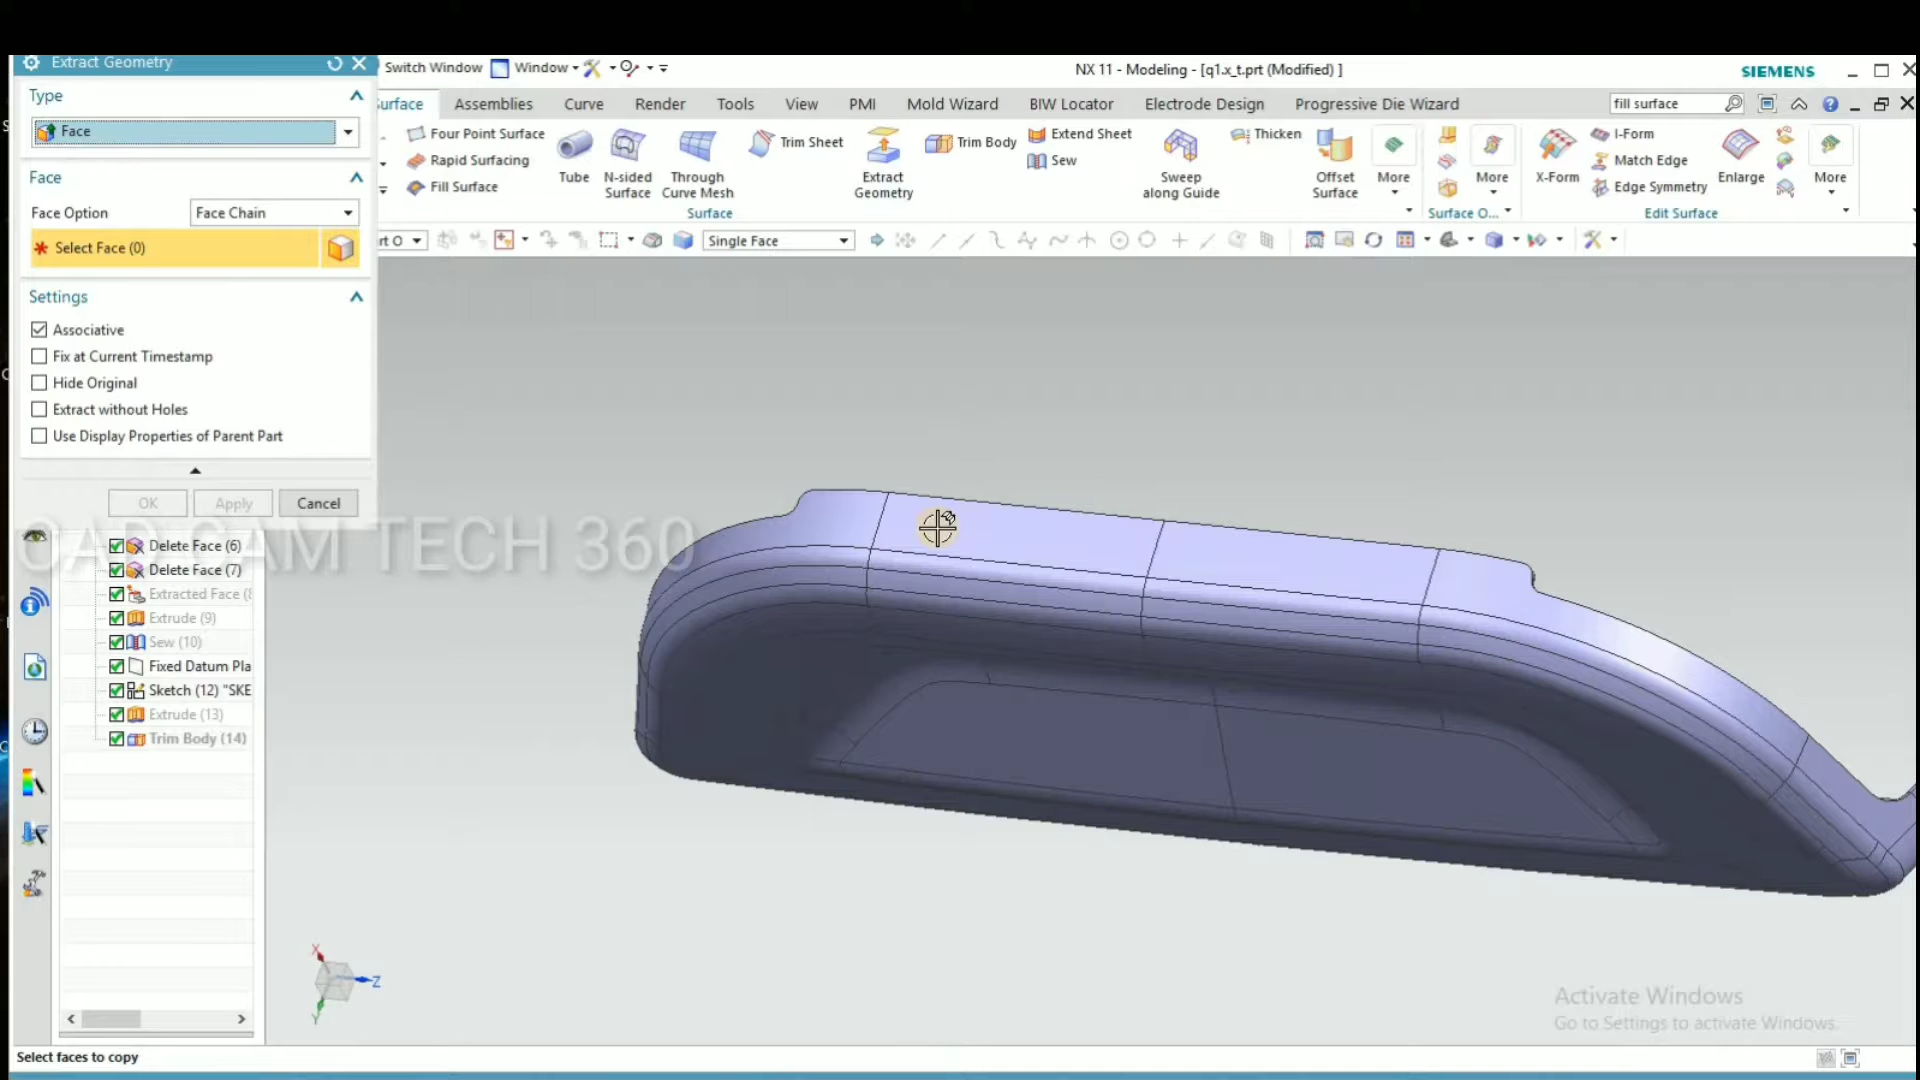 Extract Geometry
Switch Window
Window
NX 11 - Modeling - [q1.x_t.prt (Modified) ]
SIEMENS
Surface
Assemblies
Curve
Render
Tools
View
PMI
Mold Wizard
BIW Locator
Electrode Design
Progressive Die Wizard
fill surface
Type
Face
Four Point Surface
Rapid Surfacing
Fill Surface
Tube
N-sided
Surface
Through
Curve Mesh
Trim Sheet
Extract
Geometry
Trim Body
Extend Sheet
Sew
Sweep
along Guide
Thicken
Offset
Surface
More
More
X-Form
I-Form
Match Edge
Edge Symmetry
Enlarge
More
Surface
Surface O...
Edit Surface
Face
Face Option
Face Chain
rt O
Single Face
* Select Face (0)
Settings
Associative
Fix at Current Timestamp
Hide Original
Extract without Holes
Use Display Properties of Parent Part
OK
Apply
Cancel
CAD CAM TECH 360
Delete Face (6)
Delete Face (7)
Extracted Face (8
Extrude (9)
Sew (10)
Fixed Datum Pla
Sketch (12) "SKE
Extrude (13)
Trim Body (14)
X
Z
Y
Activate Windows
Go to Settings to activate Windows.
Select faces to copy